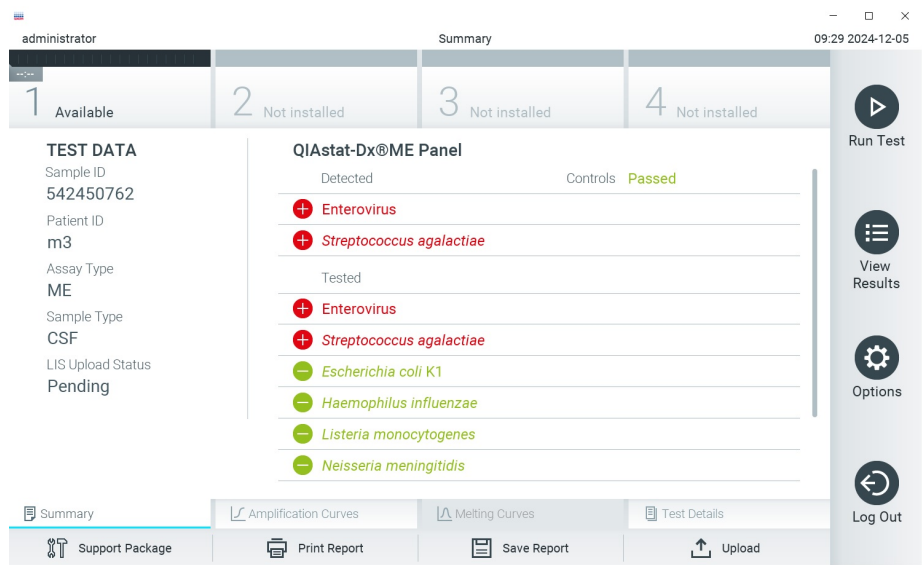 administrator
Summary
09:29 2024-12-05
--:--
1 Available
2 Not installed
3 Not installed
4 Not installed
Run Test
View
Results
Options
Log Out
TEST DATA
Sample ID
542450762
Patient ID
m3
Assay Type
ME
Sample Type
CSF
LIS Upload Status
Pending
QIAstat-Dx®ME Panel
Detected Controls Passed
Enterovirus
Streptococcus agalactiae
Tested
Enterovirus
Streptococcus agalactiae
Escherichia coli K1
Haemophilus influenzae
Listeria monocytogenes
Neisseria meningitidis
Summary
Amplification Curves
Melting Curves
Test Details
Support Package
Print Report
Save Report
Upload